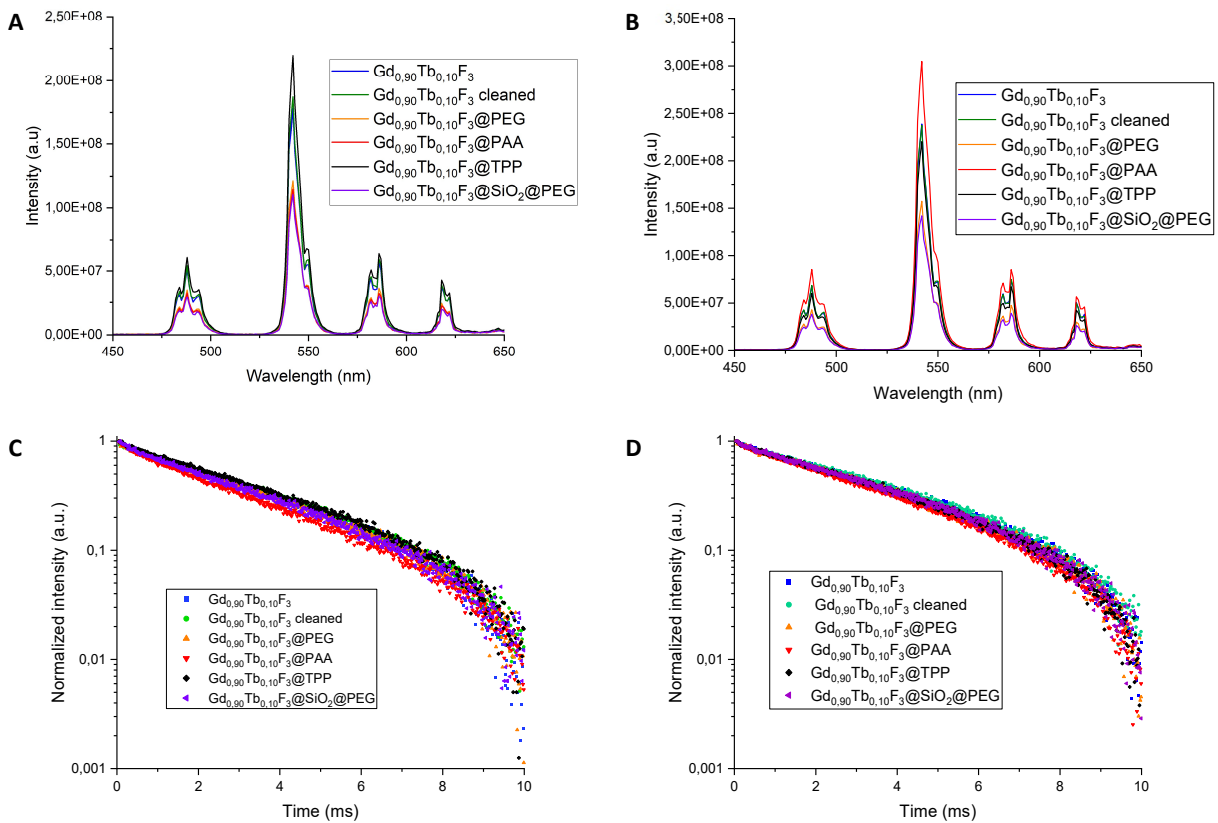 A
2,50E+08
2,00E+08
1,50E+08
1,00E+08
5,00E+07
0,00E+00
Intensity (a.u)
450 500 550 600 650
Wavelength (nm)
Gd0,90Tb0,10F3
Gd0,90Tb0,10F3 cleaned
Gd0,90Tb0,10F3@PEG
Gd0,90Tb0,10F3@PAA
Gd0,90Tb0,10F3@TPP
Gd0,90Tb0,10F3@SiO2@PEG
B
3,50E+08
3,00E+08
2,50E+08
2,00E+08
1,50E+08
1,00E+08
5,00E+07
0,00E+00
Intensity (a.u)
450 500 550 600 650
Wavelength (nm)
Gd0,90Tb0,10F3
Gd0,90Tb0,10F3 cleaned
Gd0,90Tb0,10F3@PEG
Gd0,90Tb0,10F3@PAA
Gd0,90Tb0,10F3@TPP
Gd0,90Tb0,10F3@SiO2@PEG
C
1
0,1
0,01
0,001
Normalized intensity (a.u.)
0 2 4 6 8 10
Time (ms)
Gd0,90Tb0,10F3
Gd0,90Tb0,10F3 cleaned
Gd0,90Tb0,10F3@PEG
Gd0,90Tb0,10F3@PAA
Gd0,90Tb0,10F3@TPP
Gd0,90Tb0,10F3@SiO2@PEG
D
1
0,1
0,01
0,001
Normalized intensity (a.u.)
0 2 4 6 8 10
Time (ms)
Gd0,90Tb0,10F3
Gd0,90Tb0,10F3 cleaned
Gd0,90Tb0,10F3@PEG
Gd0,90Tb0,10F3@PAA
Gd0,90Tb0,10F3@TPP
Gd0,90Tb0,10F3@SiO2@PEG